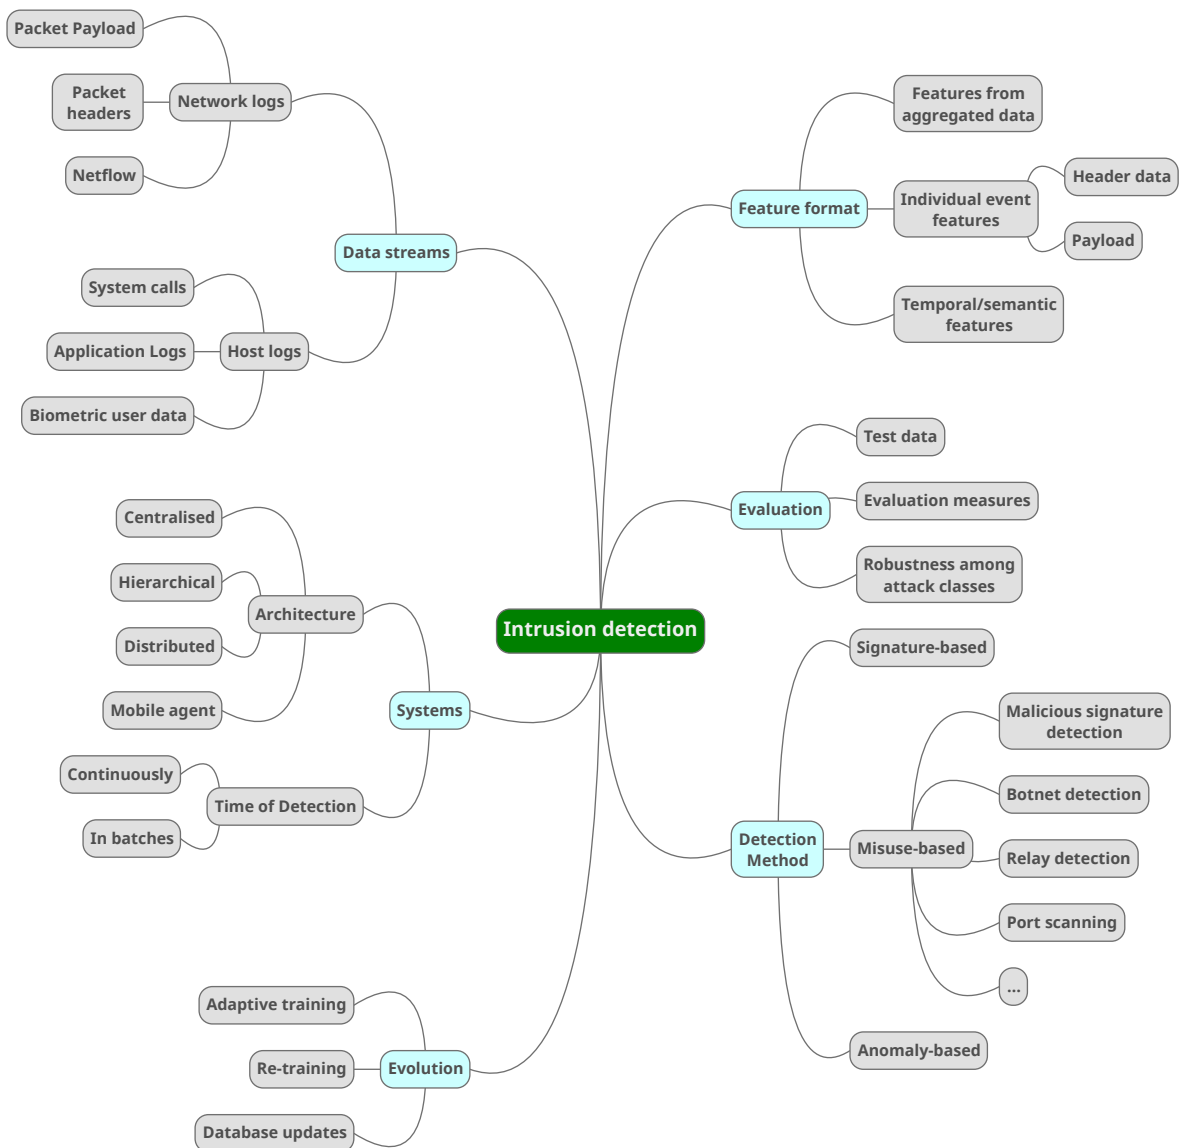 Packet Payload
Packet
headers
Network logs
Netflow
Data streams
System calls
Application Logs
Host logs
Biometric user data
Centralised
Hierarchical
Architecture
Distributed
Mobile agent
Systems
Continuously
Time of Detection
In batches
Adaptive training
Re-training
Evolution
Database updates
Intrusion detection
Features from
aggregated data
Feature format
Individual event
features
Header data
Payload
Temporal/semantic
features
Test data
Evaluation
Evaluation measures
Robustness among
attack classes
Signature-based
Detection
Method
Misuse-based
Malicious signature
detection
Botnet detection
Relay detection
Port scanning
...
Anomaly-based